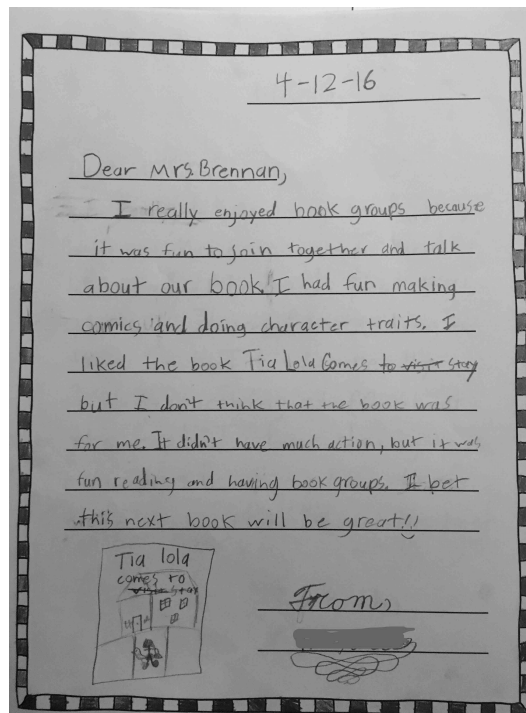 4-12-16
Dear Mrs. Brennan,
I really enjoyed book groups because
it was fun to join together and talk
about our book. I had fun making
comics and doing character traits. I
liked the book Tia Lola Comes to visit stay
but I don't think that the book was
for me. It didn't have much action, but it was
fun reading and having book groups. I bet
this next book will be great!!
Tia lola
comes to
visit stay
From,